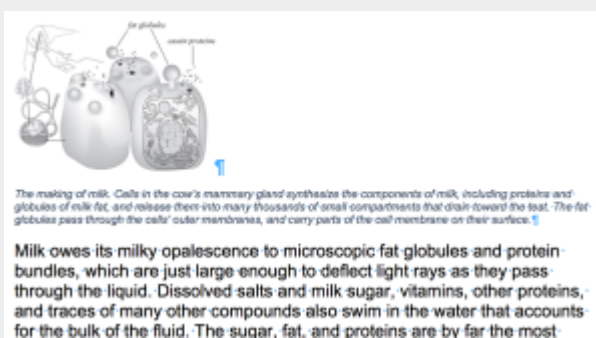 fat globules
casein proteins
The making of milk. Cells in the cow's mammary gland synthesize the components of milk, including proteins and
globules of milk fat, and release them into many thousands of small compartments that drain toward the teat. The fat
globules pass through the cells' outer membranes, and carry parts of the cell membrane on their surface.¶
Milk owes its milky opalescence to microscopic fat globules and protein
bundles, which are just large enough to deflect light rays as they pass
through the liquid. Dissolved salts and milk sugar, vitamins, other proteins,
and traces of many other compounds also swim in the water that accounts
for the bulk of the fluid. The sugar, fat, and proteins are by far the most